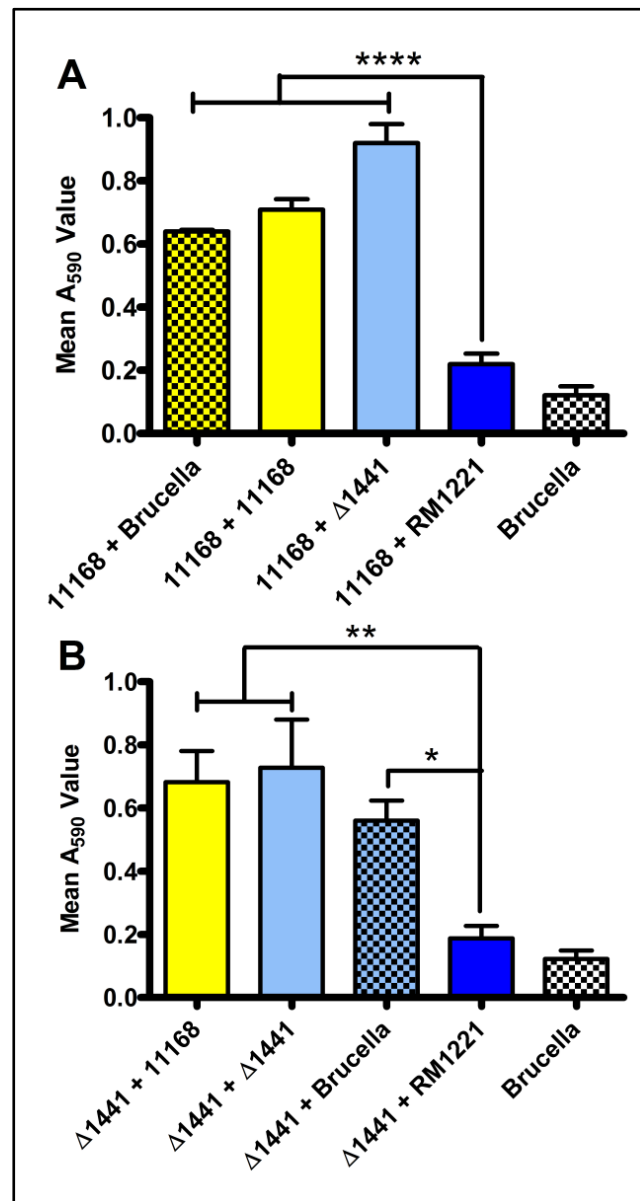 A
****
1.0
0.8
0.6
0.4
0.2
0.0
Mean A590 Value
11168 + Brucella
11168 + 11168
11168 + Δ1441
11168 + RM1221
Brucella
B
**
*
1.0
0.8
0.6
0.4
0.2
0.0
Mean A590 Value
Δ1441 + 11168
Δ1441 + Δ1441
Δ1441 + Brucella
Δ1441 + RM1221
Brucella